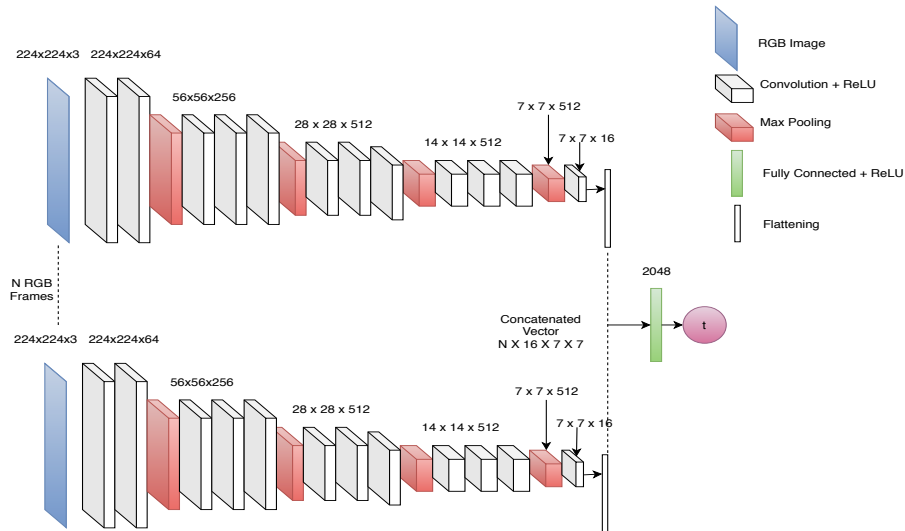 224x224x3
224x224x64
56x56x256
28 x 28 x 512
14 x 14 x 512
7 x 7 x 512
7 x 7 x 16
RGB Image
Convolution + ReLU
Max Pooling
Fully Connected + ReLU
Flattening
N RGB
Frames
2048
Concatenated
Vector
N X 16 X 7 X 7
t
224x224x3
224x224x64
56x56x256
28 x 28 x 512
14 x 14 x 512
7 x 7 x 512
7 x 7 x 16